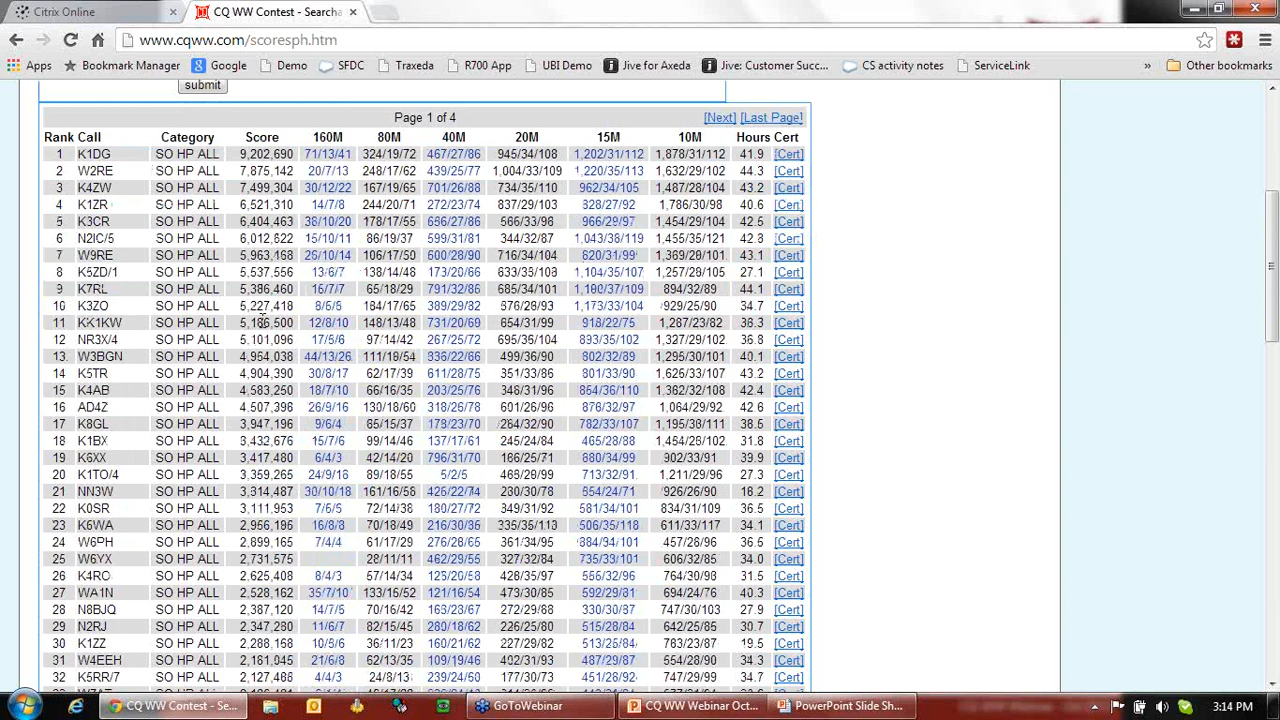 Citrix Online
CQ WW Contest - Searcha
www.cqww.com/scoresph.htm
Apps Bookmark Manager Google Demo SFDC Traxeda R700 App UBI Demo Jive for Axeda Jive: Customer Succ... CS activity notes ServiceLink » Other bookmarks
submit
Page 1 of 4 [Next] [Last Page]
Rank Call Category Score 160M 80M 40M 20M 15M 10M Hours Cert
1 K1DG SO HP ALL 9,202,690 71/13/41 324/19/72 467/27/86 945/34/108 1,202/31/112 1,878/31/112 41.9 [Cert]
2 W2RE SO HP ALL 7,875,142 20/7/13 248/17/62 439/25/77 1,004/33/109 1,220/35/113 1,632/29/102 44.3 [Cert]
3 K4ZW SO HP ALL 7,499,304 30/12/22 167/19/65 701/26/88 734/35/110 962/34/105 1,487/28/104 43.2 [Cert]
4 K1ZR SO HP ALL 6,521,310 14/7/8 244/20/71 272/23/74 837/29/101 828/27/92 1,786/30/98 40.6 [Cert]
5 K3CR SO HP ALL 6,404,463 38/10/20 178/17/55 656/27/86 566/33/98 966/29/97 1,454/29/104 42.5 [Cert]
6 N2IC/5 SO HP ALL 6,012,622 15/10/11 86/19/37 599/31/81 344/32/87 1,043/38/119 1,455/35/121 42.8 [Cert]
7 W9RE SO HP ALL 5,963,168 26/10/14 106/17/50 600/28/90 716/34/104 820/31/99 1,369/28/101 43.1 [Cert]
8 K5ZD/1 SO HP ALL 5,537,556 13/6/7 138/14/48 173/20/66 633/35/108 1,104/35/107 1,257/28/105 27.1 [Cert]
9 K7RL SO HP ALL 5,386,460 16/7/7 65/18/29 791/32/86 685/34/101 1,190/37/109 894/32/89 44.1 [Cert]
10 K3ZO SO HP ALL 5,227,418 8/5/5 184/17/65 389/29/82 676/28/93 1,173/33/104 929/25/90 34.7 [Cert]
11 KK1KW SO HP ALL 5,186,500 12/8/10 148/13/48 731/20/69 654/31/99 918/22/75 1,287/23/82 36.3 [Cert]
12 NR3X/4 SO HP ALL 5,101,096 17/5/6 97/14/42 267/25/72 695/35/104 893/35/102 1,327/29/102 36.8 [Cert]
13 W3BGN SO HP ALL 4,954,038 44/13/26 111/18/54 336/22/66 499/36/90 802/32/89 1,295/30/101 40.1 [Cert]
14 K5TR SO HP ALL 4,904,390 30/8/17 62/16/39 611/28/75 351/33/86 801/33/90 1,626/33/107 43.2 [Cert]
15 K4AB SO HP ALL 4,583,250 18/7/10 66/16/35 203/25/76 348/31/96 854/36/110 1,382/32/108 42.4 [Cert]
16 AD4Z SO HP ALL 4,507,396 26/9/16 130/18/60 318/26/78 601/26/96 876/32/97 1,064/29/92 42.6 [Cert]
17 K8GL SO HP ALL 3,947,196 9/6/4 116/15/41 178/23/70 264/32/90 782/33/107 1,195/30/104 38.5 [Cert]
18 K1BX SO HP ALL 3,432,676 15/7/6 99/14/46 137/17/61 245/24/84 465/28/88 1,454/28/102 31.8 [Cert]
19 K6XX SO HP ALL 3,417,480 6/4/3 42/14/20 796/31/70 166/25/71 880/34/99 902/33/91 39.9 [Cert]
20 K1TO/4 SO HP ALL 3,359,265 24/9/16 89/18/55 5/2/5 465/28/99 713/32/91 1,211/29/96 27.3 [Cert]
21 NN3W SO HP ALL 3,314,487 30/10/18 161/16/56 426/22/74 280/30/78 654/24/71 926/26/90 18.2 [Cert]
22 K0SR SO HP ALL 3,111,953 7/6/5 72/14/38 180/27/72 349/31/92 581/34/101 834/31/109 36.5 [Cert]
23 K6WA SO HP ALL 2,966,196 16/8/8 70/18/49 216/30/86 335/35/113 506/35/118 611/33/117 34.1 [Cert]
24 W6PH SO HP ALL 2,899,165 7/4/4 61/17/29 276/28/65 361/34/95 884/34/101 457/28/96 36.5 [Cert]
25 W6YX SO HP ALL 2,731,575 28/11/11 462/29/55 327/32/84 735/33/101 606/32/85 34.0 [Cert]
26 K4RO SO HP ALL 2,625,408 8/4/3 57/14/34 126/20/58 428/35/97 556/32/96 764/30/98 31.5 [Cert]
27 WA1N SO HP ALL 2,528,162 35/7/10 133/16/52 121/16/54 473/30/85 592/29/81 694/24/76 40.3 [Cert]
28 N8BJQ SO HP ALL 2,387,120 14/7/5 70/16/42 163/23/67 272/29/68 330/30/87 747/30/103 27.9 [Cert]
29 N2RJ SO HP ALL 2,347,280 11/6/7 82/15/45 280/18/62 226/29/88 515/28/84 642/25/85 30.7 [Cert]
30 K1ZZ SO HP ALL 2,288,168 10/5/6 36/11/23 160/21/62 227/29/82 513/25/84 783/23/87 19.5 [Cert]
31 W4EEH SO HP ALL 2,161,045 21/6/8 62/13/35 109/19/46 402/31/93 487/29/87 554/28/90 34.3 [Cert]
32 K5RR/7 SO HP ALL 2,127,468 4/4/3 24/8/13 234/23/61 177/30/73 451/28/92 747/30/94 34.7 [Cert]
CQ WW Contest - S... GoToWebinar CQ WW Webinar Oct... PowerPoint Slide Sh... 3:14 PM